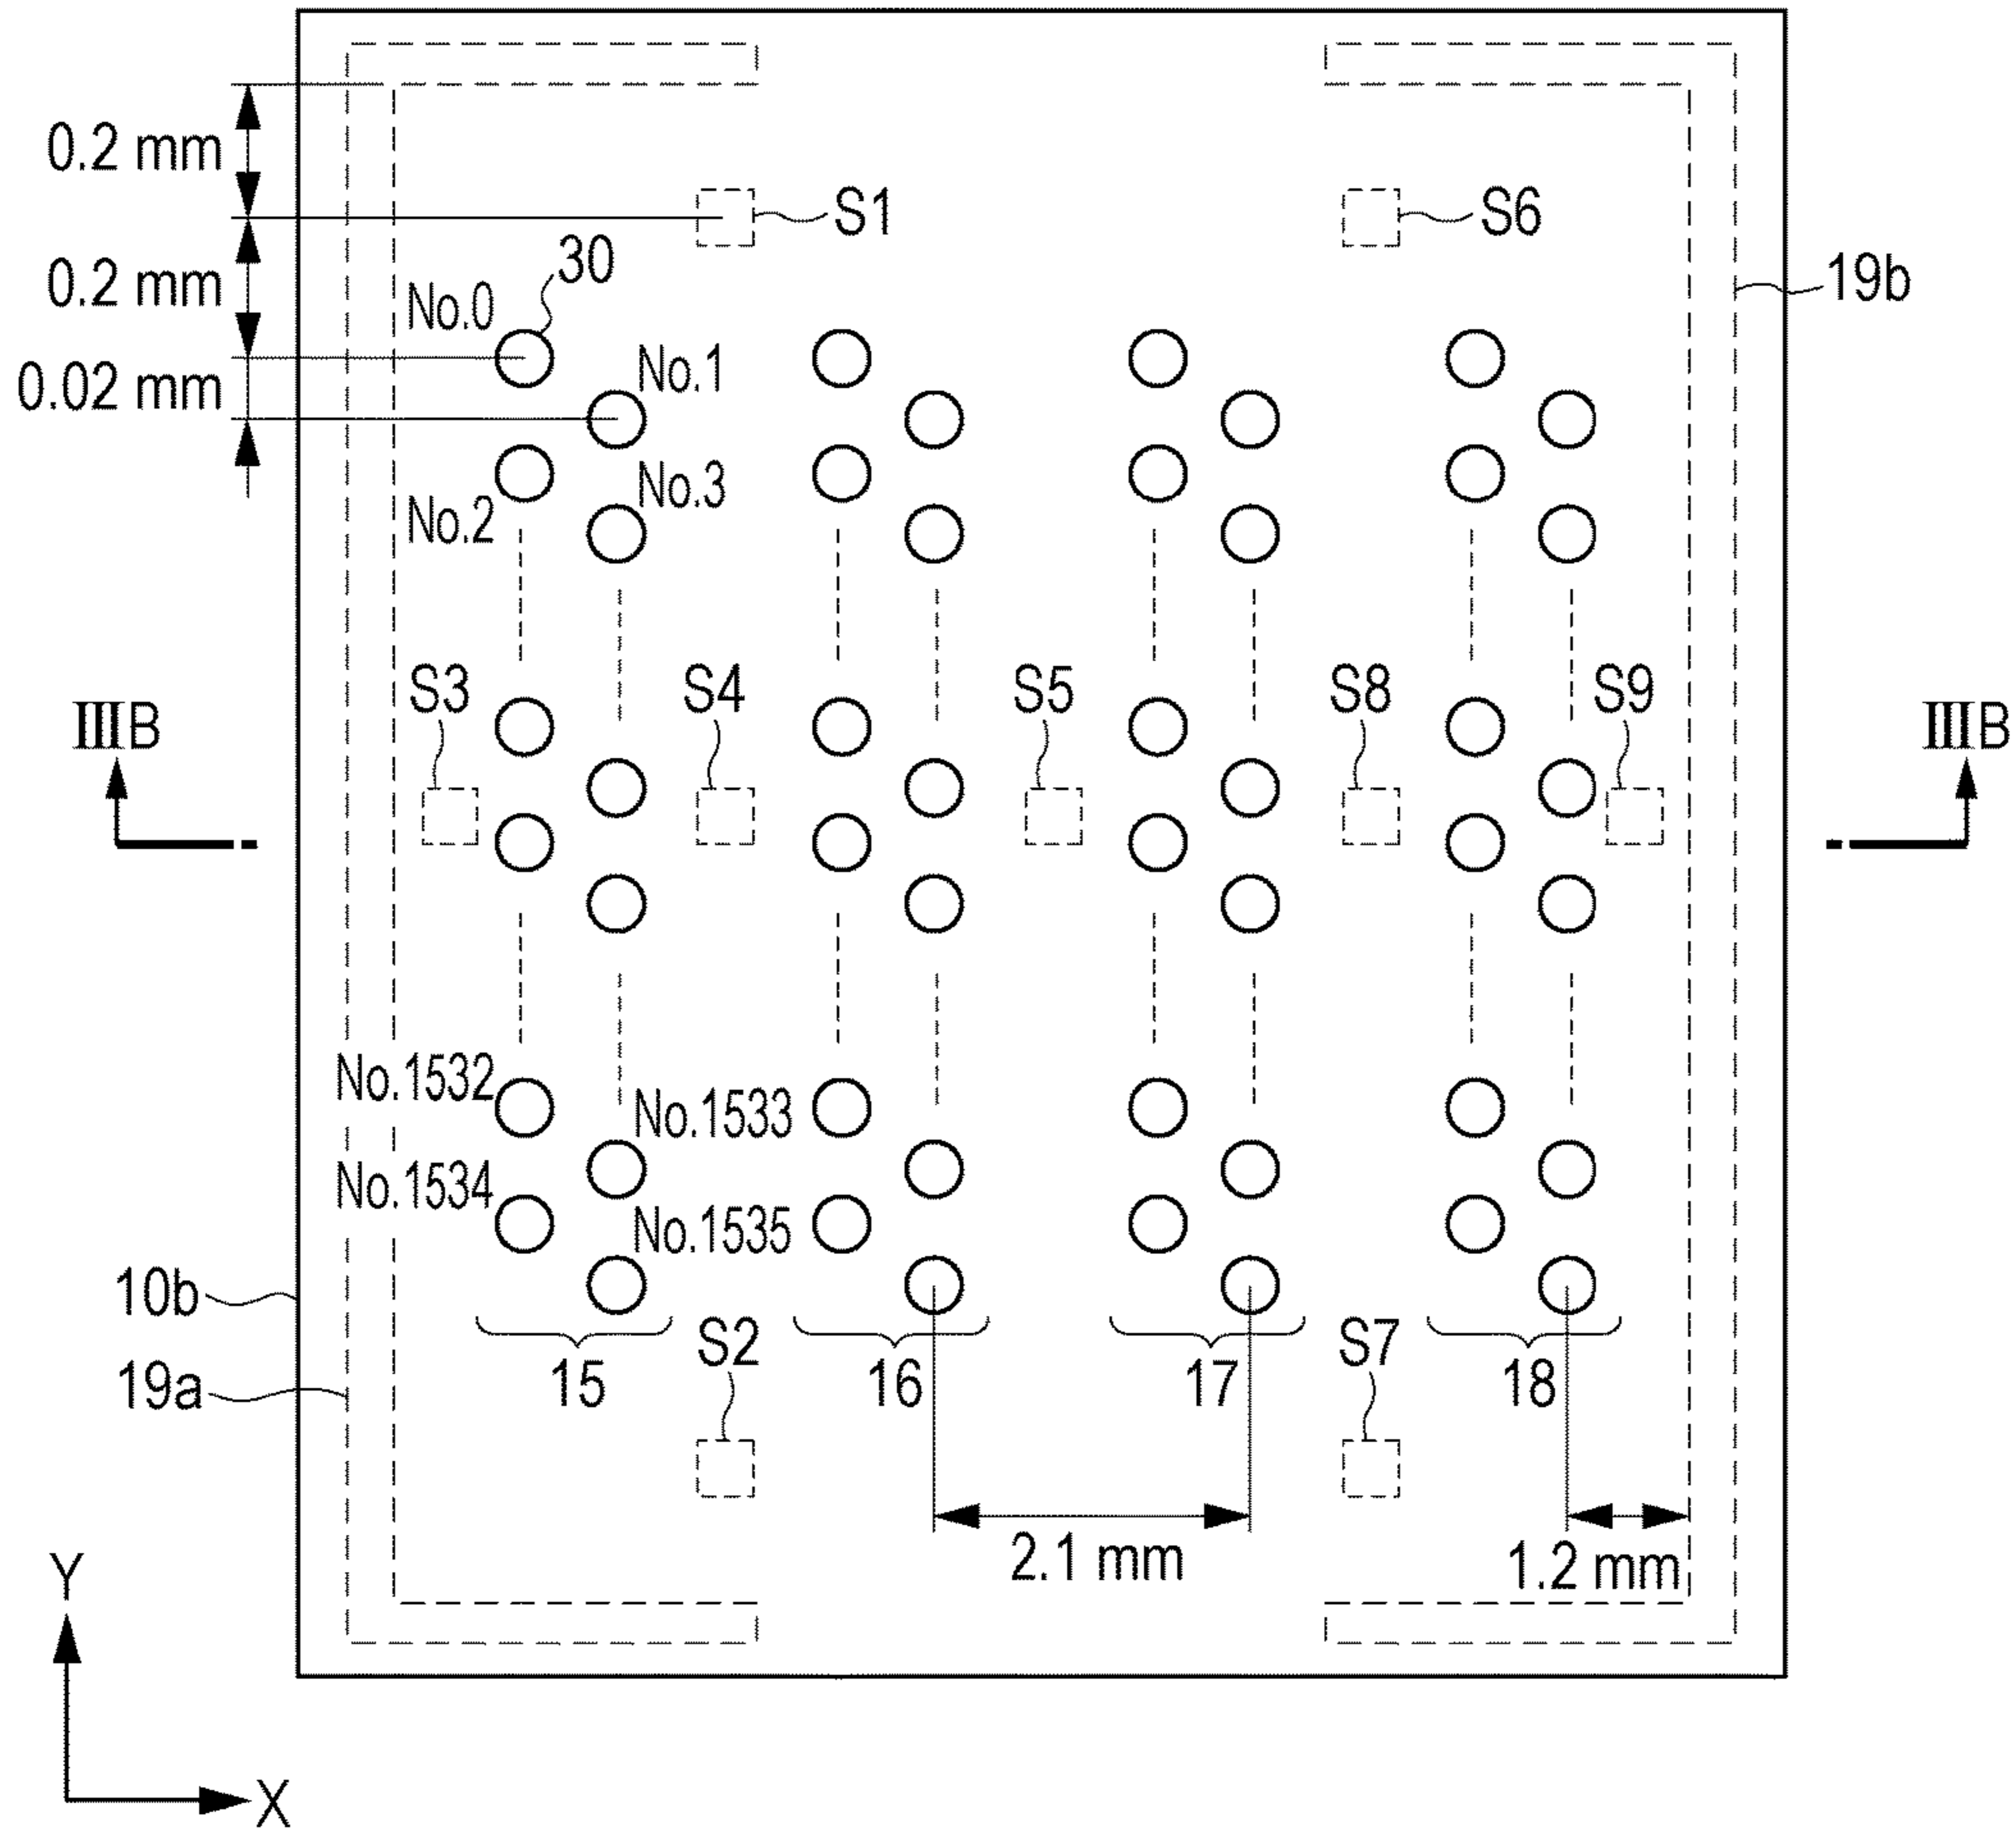 0.2 mm
S1
S6
0.2 mm
30
19b
No.0
No.1
0.02 mm
No.3
No.2
S3
S4
S5
S8
S9
ⅢB
ⅢB
No.1532
No.1533
No.1534
No.1535
10b
S2
S7
19a
15
16
17
18
2.1 mm
1.2 mm
Y
X